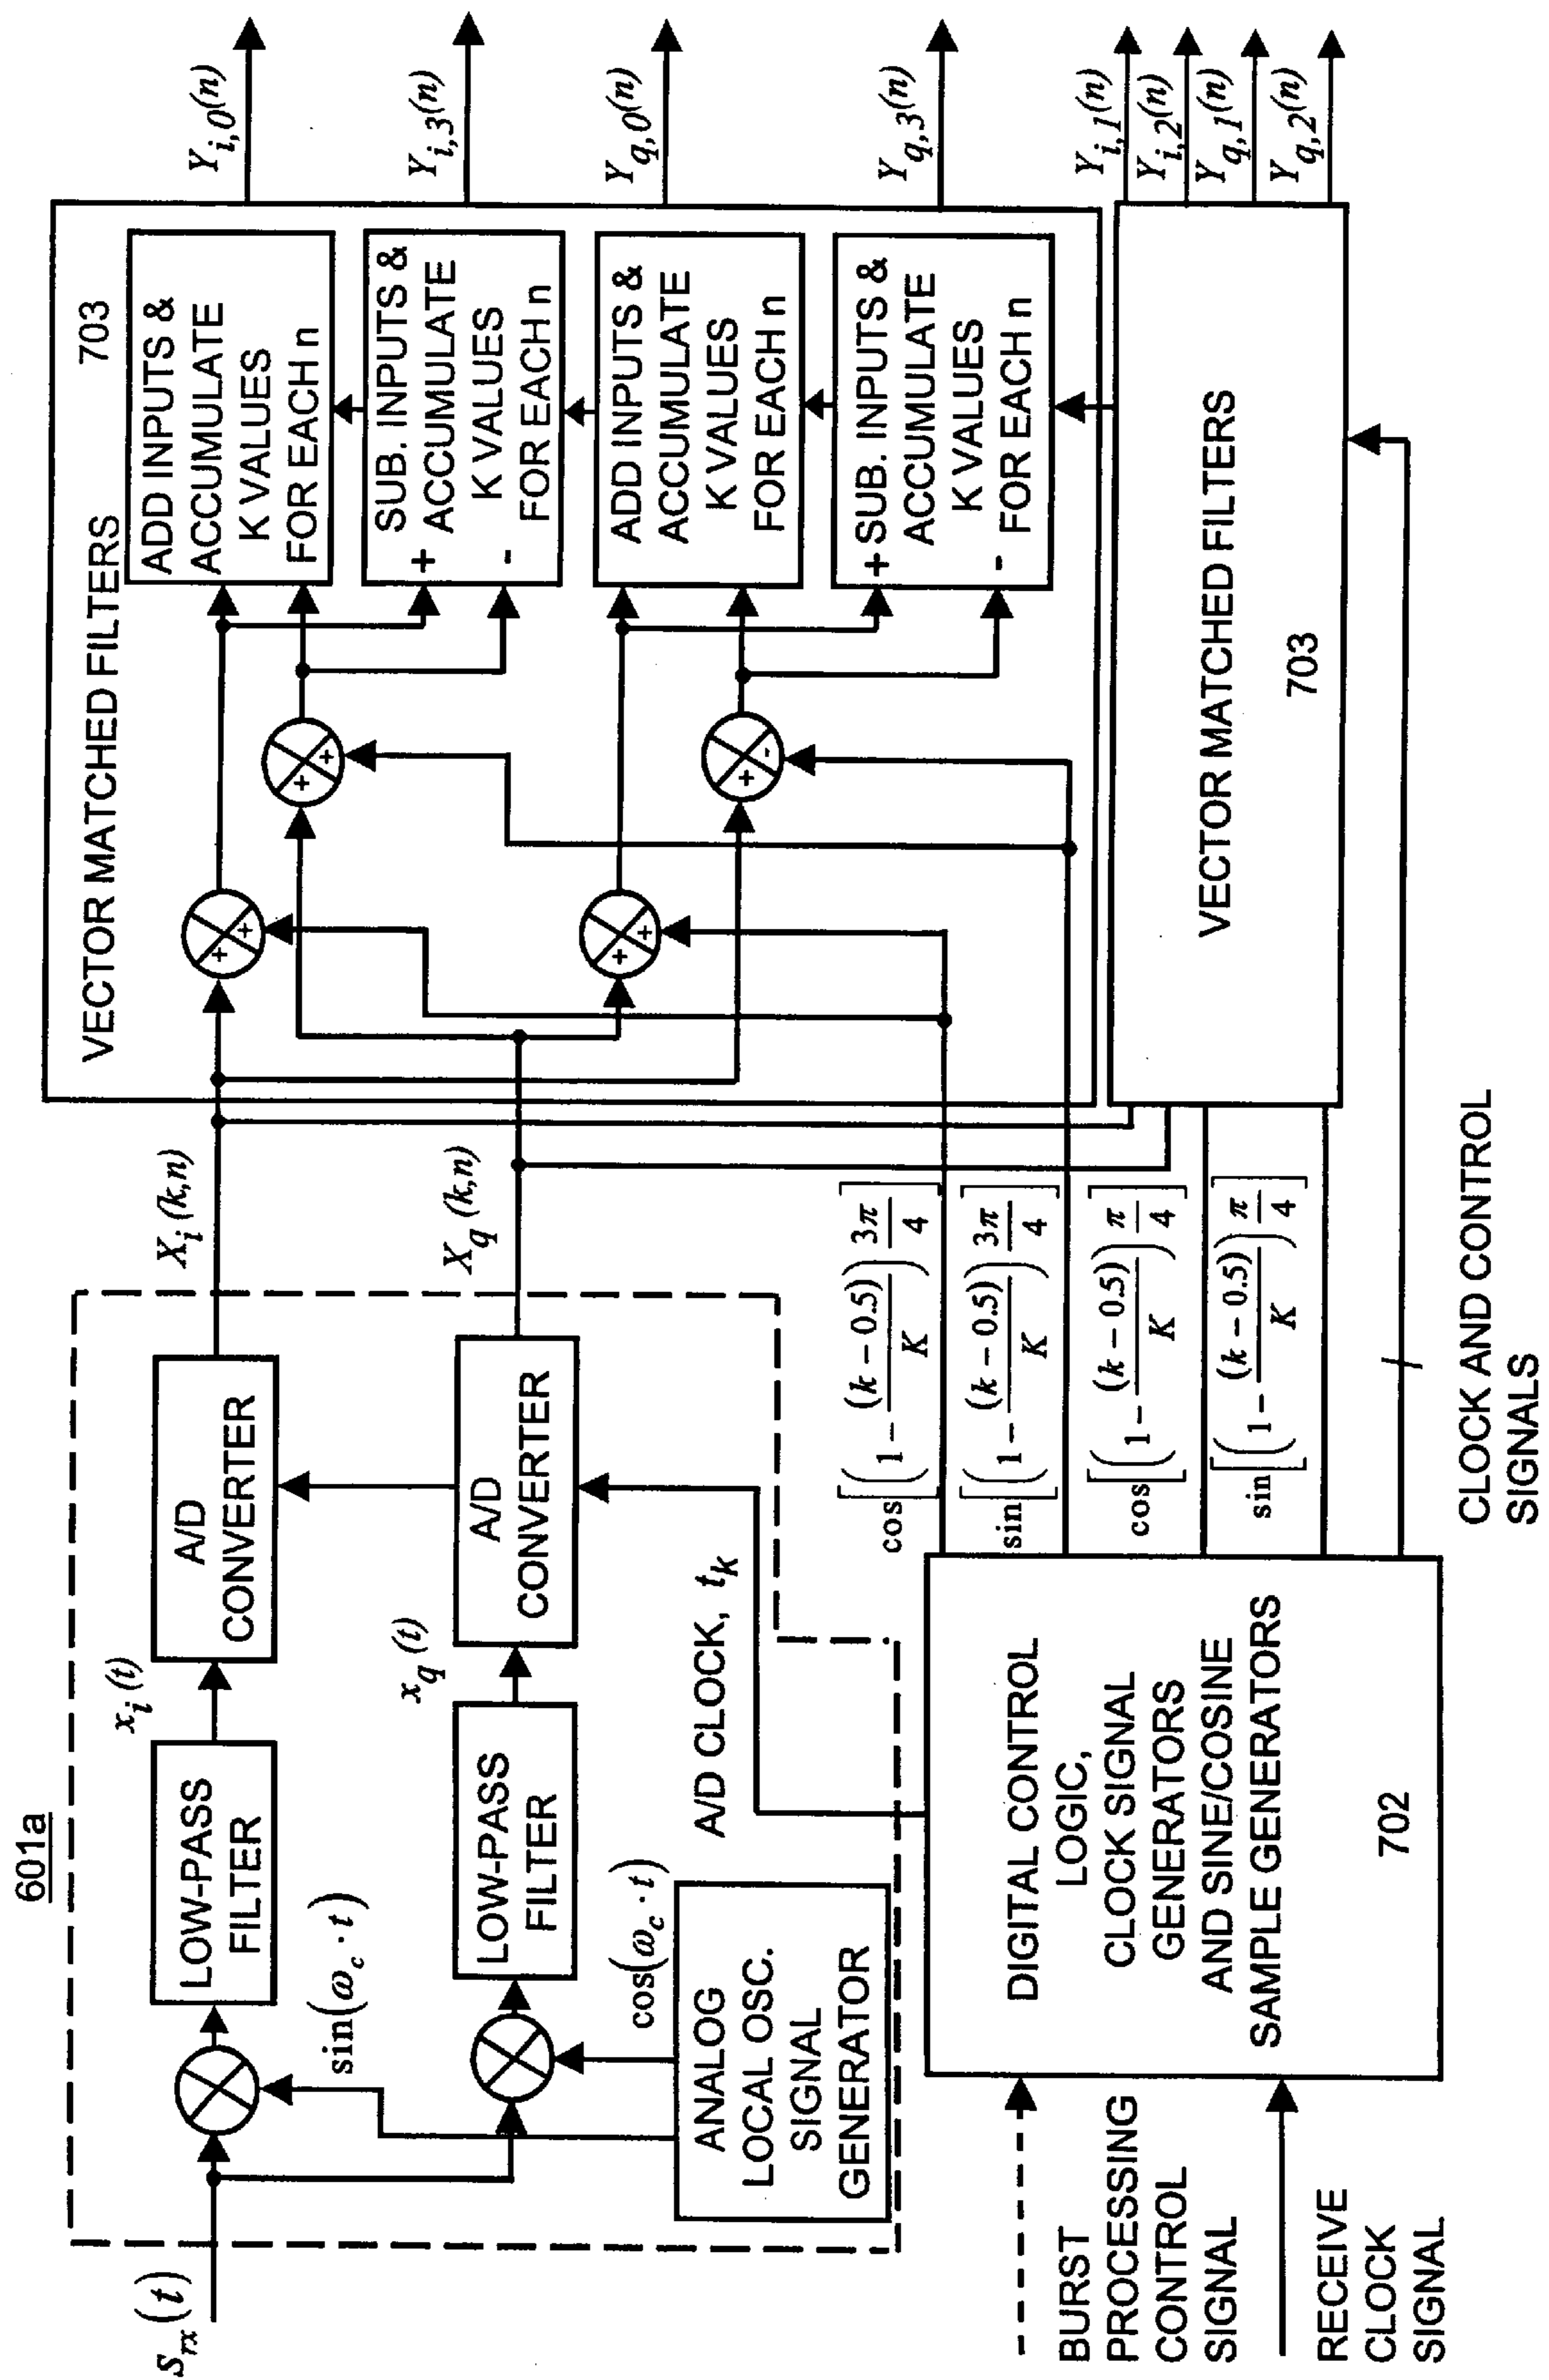 601a
S_rx(t)
LOW-PASS
FILTER
x_i(t)
A/D
CONVERTER
X_i(k,n)
sin(ω_c · t)
LOW-PASS
FILTER
x_q(t)
A/D
CONVERTER
X_q(k,n)
cos(ω_c · t)
ANALOG
LOCAL OSC.
SIGNAL
GENERATOR
A/D CLOCK, t_k
VECTOR MATCHED FILTERS
703
+ +
+ +
+ +
+ -
ADD INPUTS &
ACCUMULATE
K VALUES
FOR EACH n
SUB. INPUTS &
+ ACCUMULATE
K VALUES
- FOR EACH n
ADD INPUTS &
ACCUMULATE
K VALUES
FOR EACH n
+ SUB. INPUTS &
ACCUMULATE
K VALUES
- FOR EACH n
Y_i,0(n)
Y_i,3(n)
Y_q,0(n)
Y_q,3(n)
Y_i,1(n)
Y_i,2(n)
Y_q,1(n)
Y_q,2(n)
cos[(1 - (k - 0.5))/K) 3π/4]
sin[(1 - (k - 0.5))/K) 3π/4]
cos[(1 - (k - 0.5))/K) π/4]
sin[(1 - (k - 0.5))/K) π/4]
VECTOR MATCHED FILTERS
703
BURST
PROCESSING
CONTROL
SIGNAL
RECEIVE
CLOCK
SIGNAL
DIGITAL CONTROL
LOGIC,
CLOCK SIGNAL
GENERATORS
AND SINE/COSINE
SAMPLE GENERATORS
702
CLOCK AND CONTROL
SIGNALS